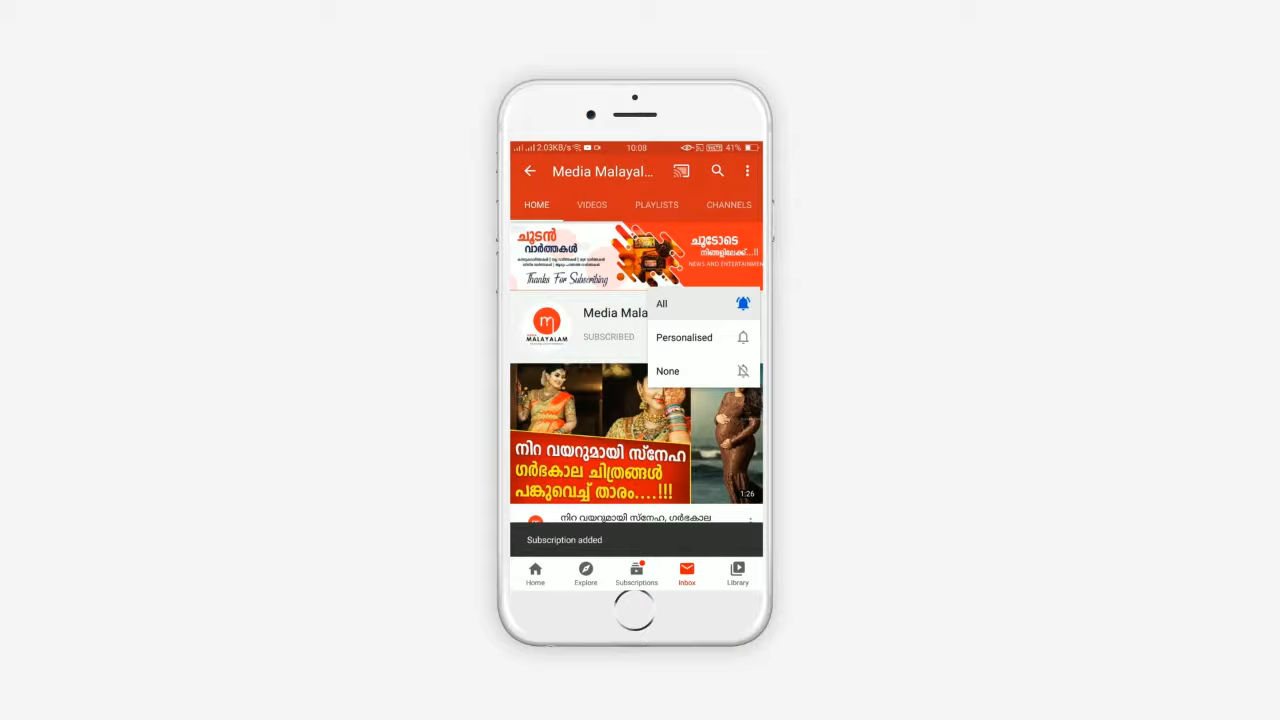 2.03KB/s 10:08 41%
Media Malayal...
HOME VIDEOS PLAYLISTS CHANNELS
ചൂടൻ
വാർത്തകൾ
Thanks For Subscribing
ചൂടോടെ
നിങ്ങളിലേക്ക്...!!
NEWS AND ENTERTAINMEN
All
Media Mala
SUBSCRIBED
Personalised
None
MALAYALAM
നിറ വയറുമായി സ്നേഹ
ഗർഭകാല ചിത്രങ്ങൾ
പങ്കുവെച്ച് താരം....!!!
1:26
നിറ വയറുമായി സ്നേഹ, ഗർഭകാല
Subscription added
Home Explore Subscriptions Inbox Library